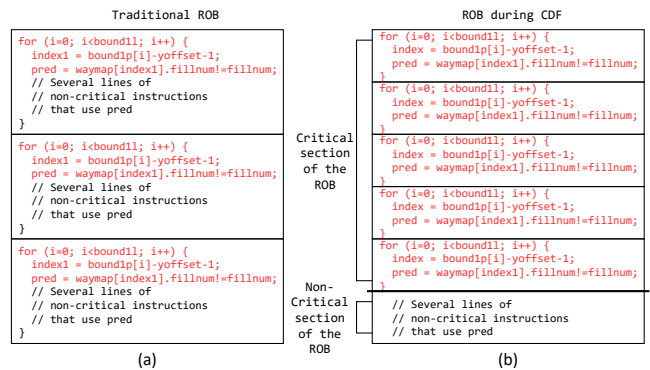 Traditional ROB
for (i=0; i<bound1l; i++) {
index1 = bound1p[i]-yoffset-1;
pred = waymap[index1].fillnum!=fillnum;
// Several lines of
// non-critical instructions
// that use pred
}
for (i=0; i<bound1l; i++) {
index1 = bound1p[i]-yoffset-1;
pred = waymap[index1].fillnum!=fillnum;
// Several lines of
// non-critical instructions
// that use pred
}
for (i=0; i<bound1l; i++) {
index1 = bound1p[i]-yoffset-1;
pred = waymap[index1].fillnum!=fillnum;
// Several lines of
// non-critical instructions
// that use pred
}
(a)
ROB during CDF
Critical
section
of the
ROB
for (i=0; i<bound1l; i++) {
index = bound1p[i]-yoffset-1;
pred = waymap[index1].fillnum!=fillnum;
}
for (i=0; i<bound1l; i++) {
index = bound1p[i]-yoffset-1;
pred = waymap[index1].fillnum!=fillnum;
}
for (i=0; i<bound1l; i++) {
index = bound1p[i]-yoffset-1;
pred = waymap[index1].fillnum!=fillnum;
}
for (i=0; i<bound1l; i++) {
index = bound1p[i]-yoffset-1;
pred = waymap[index1].fillnum!=fillnum;
}
for (i=0; i<bound1l; i++) {
index = bound1p[i]-yoffset-1;
pred = waymap[index1].fillnum!=fillnum;
}
Non-
Critical
section
of the
ROB
// Several lines of
// non-critical instructions
// that use pred
(b)